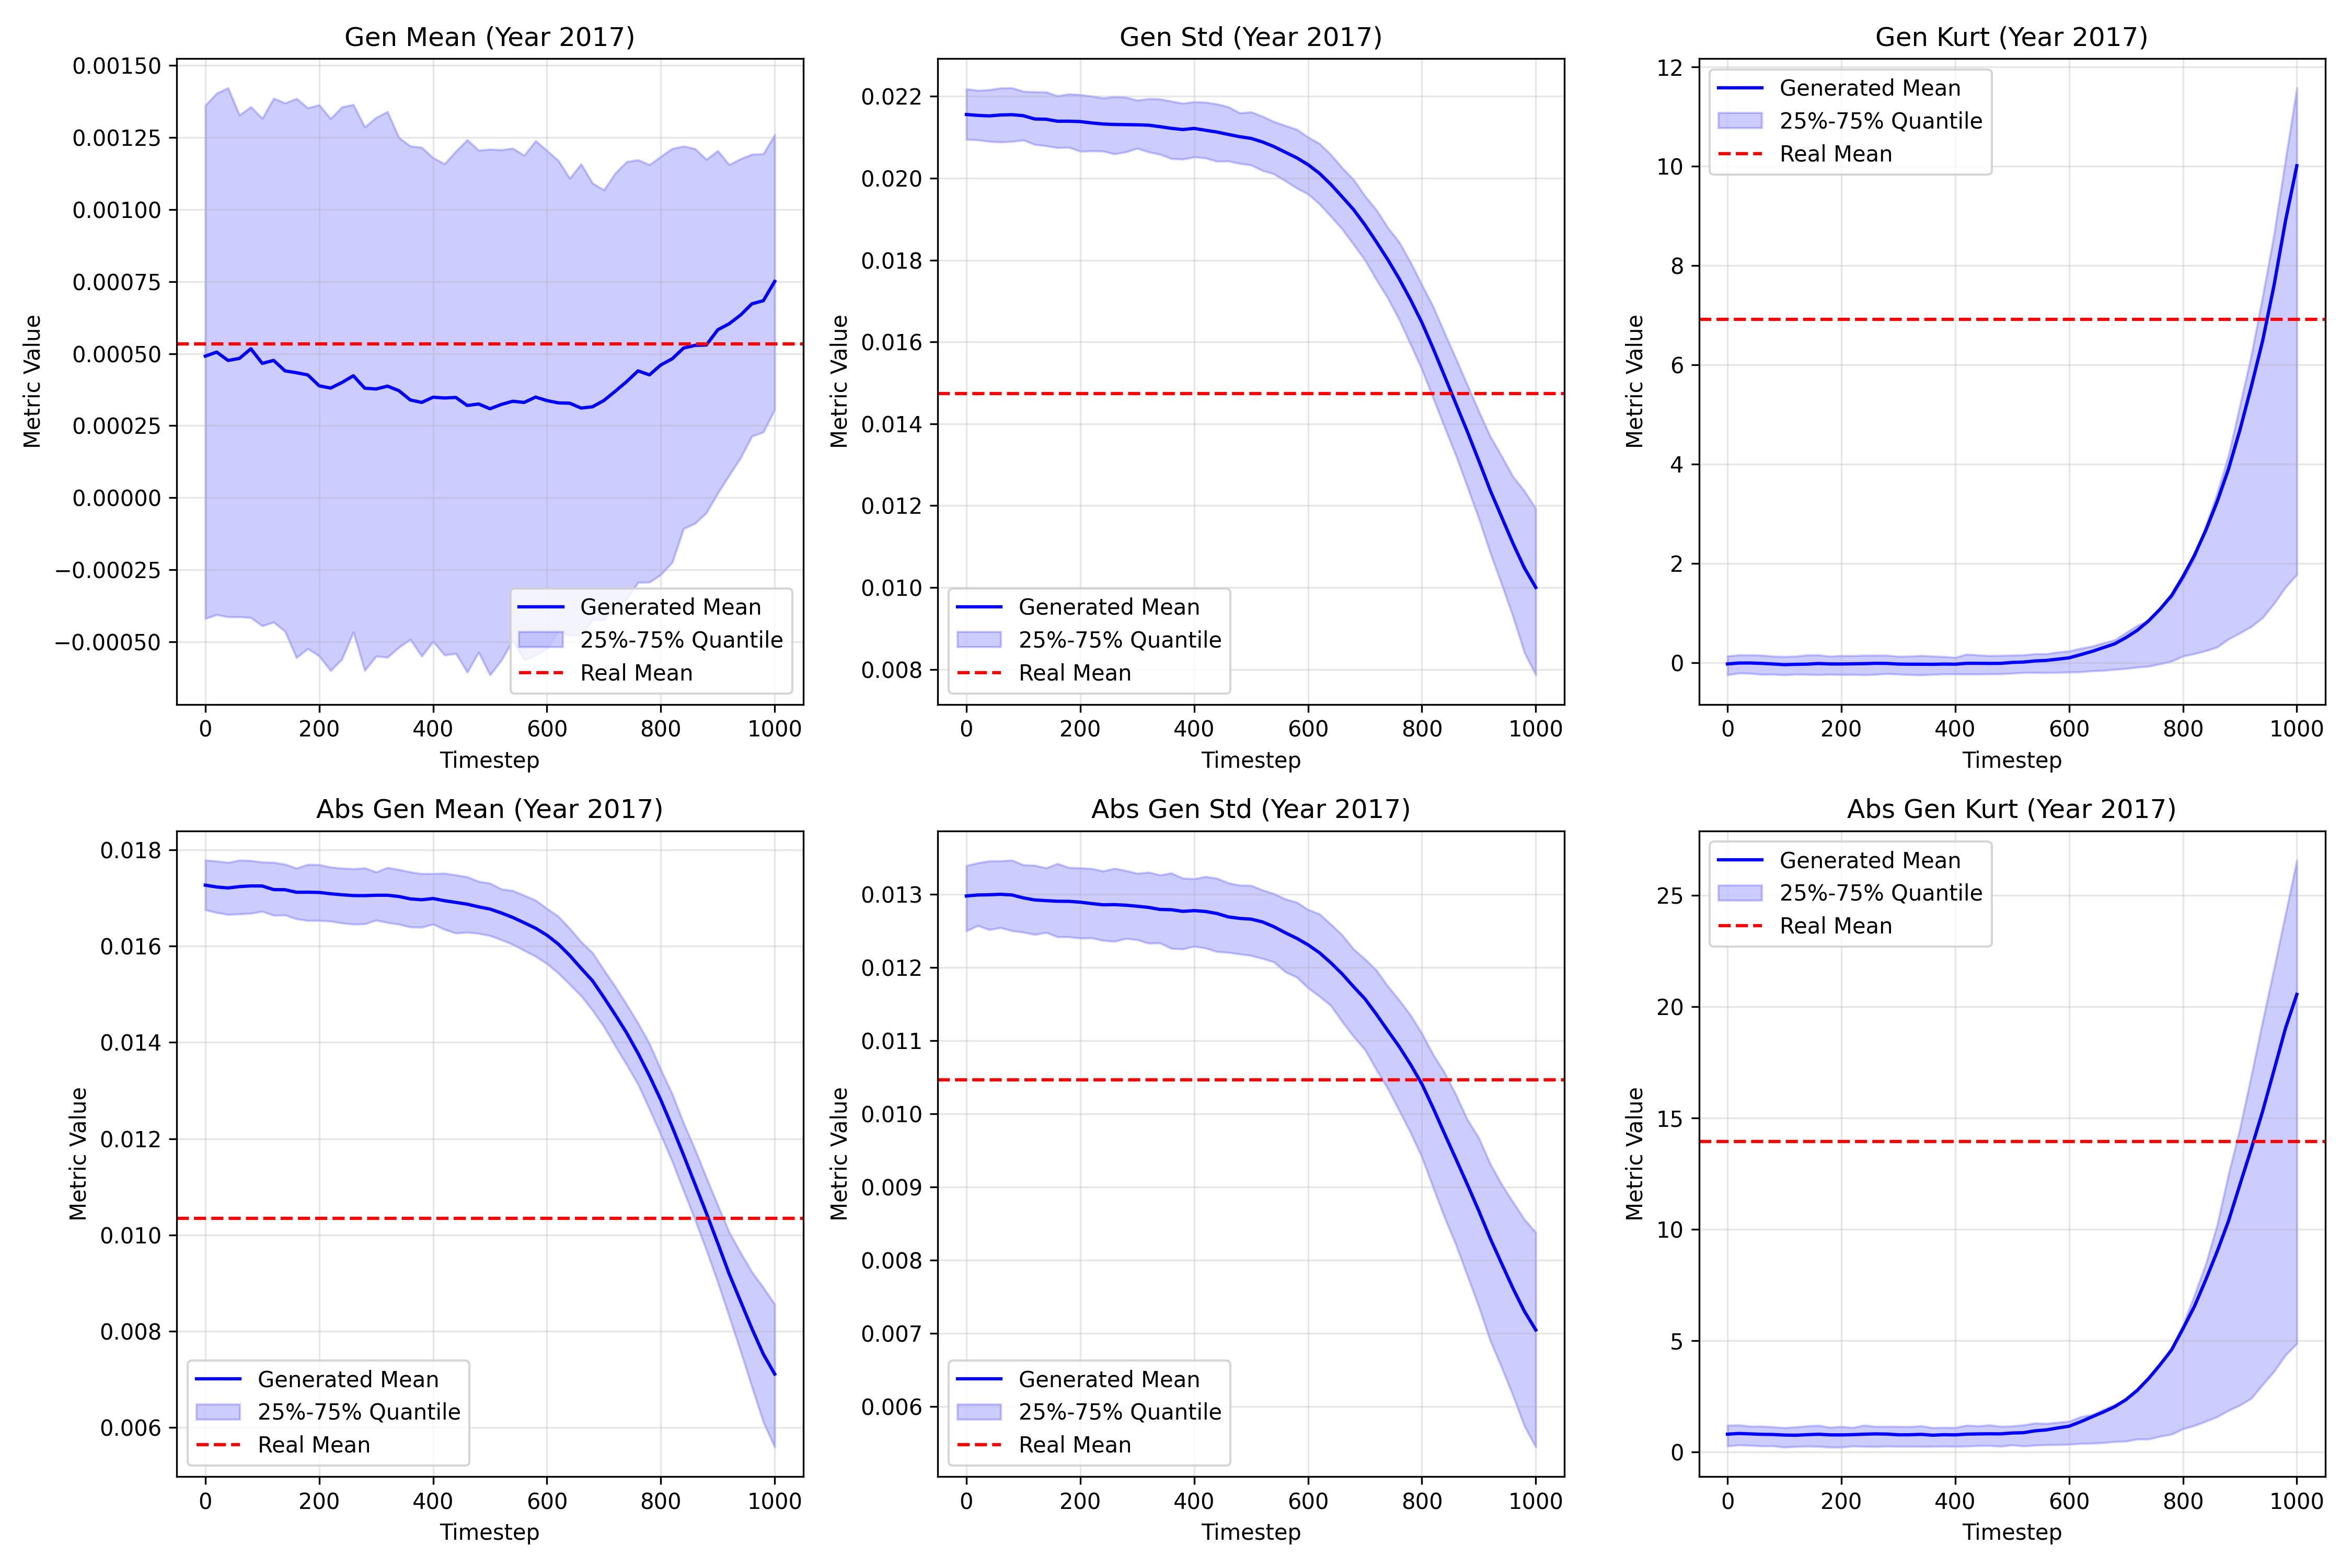 Gen Mean (Year 2017)
Metric Value
0.00150
0.00125
0.00100
0.00075
0.00050
0.00025
0.00000
−0.00025
−0.00050
Generated Mean
25%-75% Quantile
Real Mean
0 200 400 600 800 1000
Timestep
Gen Std (Year 2017)
Metric Value
0.022
0.020
0.018
0.016
0.014
0.012
0.010
0.008
Generated Mean
25%-75% Quantile
Real Mean
0 200 400 600 800 1000
Timestep
Gen Kurt (Year 2017)
Metric Value
12
10
8
6
4
2
0
Generated Mean
25%-75% Quantile
Real Mean
0 200 400 600 800 1000
Timestep
Abs Gen Mean (Year 2017)
Metric Value
0.018
0.016
0.014
0.012
0.010
0.008
0.006
Generated Mean
25%-75% Quantile
Real Mean
0 200 400 600 800 1000
Timestep
Abs Gen Std (Year 2017)
Metric Value
0.013
0.012
0.011
0.010
0.009
0.008
0.007
0.006
Generated Mean
25%-75% Quantile
Real Mean
0 200 400 600 800 1000
Timestep
Abs Gen Kurt (Year 2017)
Metric Value
25
20
15
10
5
0
Generated Mean
25%-75% Quantile
Real Mean
0 200 400 600 800 1000
Timestep